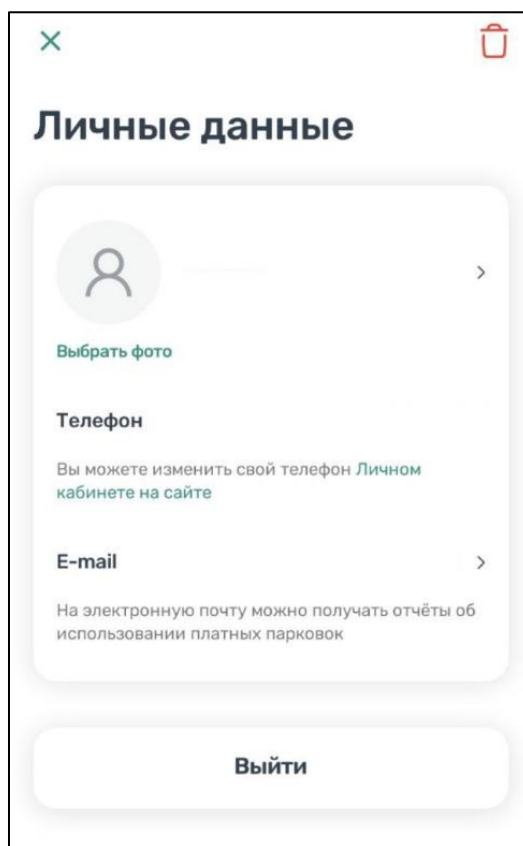 Личные данные
Выбрать фото
Телефон
Вы можете изменить свой телефон Личном
кабинете на сайте
E-mail
На электронную почту можно получать отчёты об
использовании платных парковок
Выйти